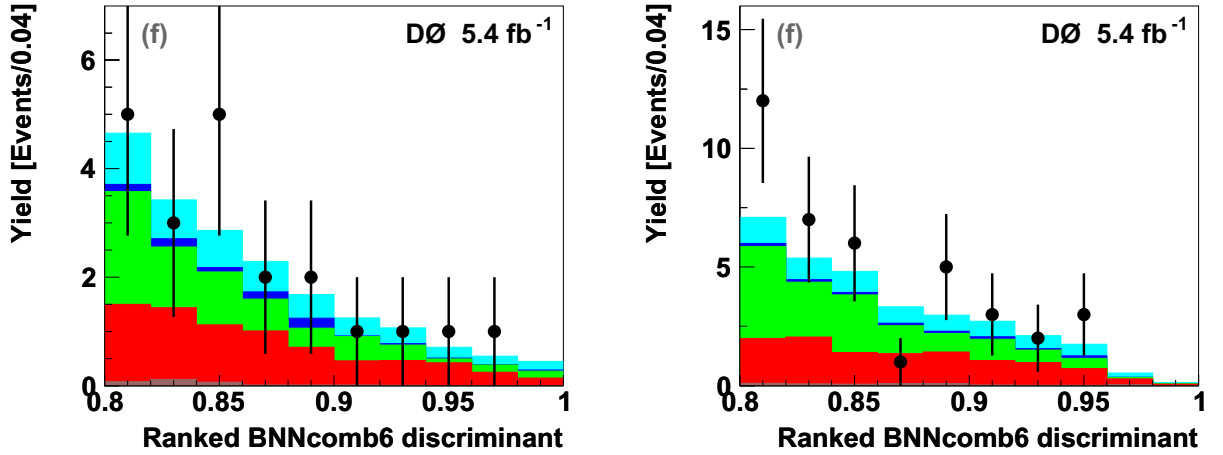 Yield [Events/0.04]
(f)
DØ 5.4 fb-1
6
4
2
0
0.8 0.85 0.9 0.95 1
Ranked BNNcomb6 discriminant
Yield [Events/0.04]
(f)
DØ 5.4 fb-1
15
10
5
0
0.8 0.85 0.9 0.95 1
Ranked BNNcomb6 discriminant